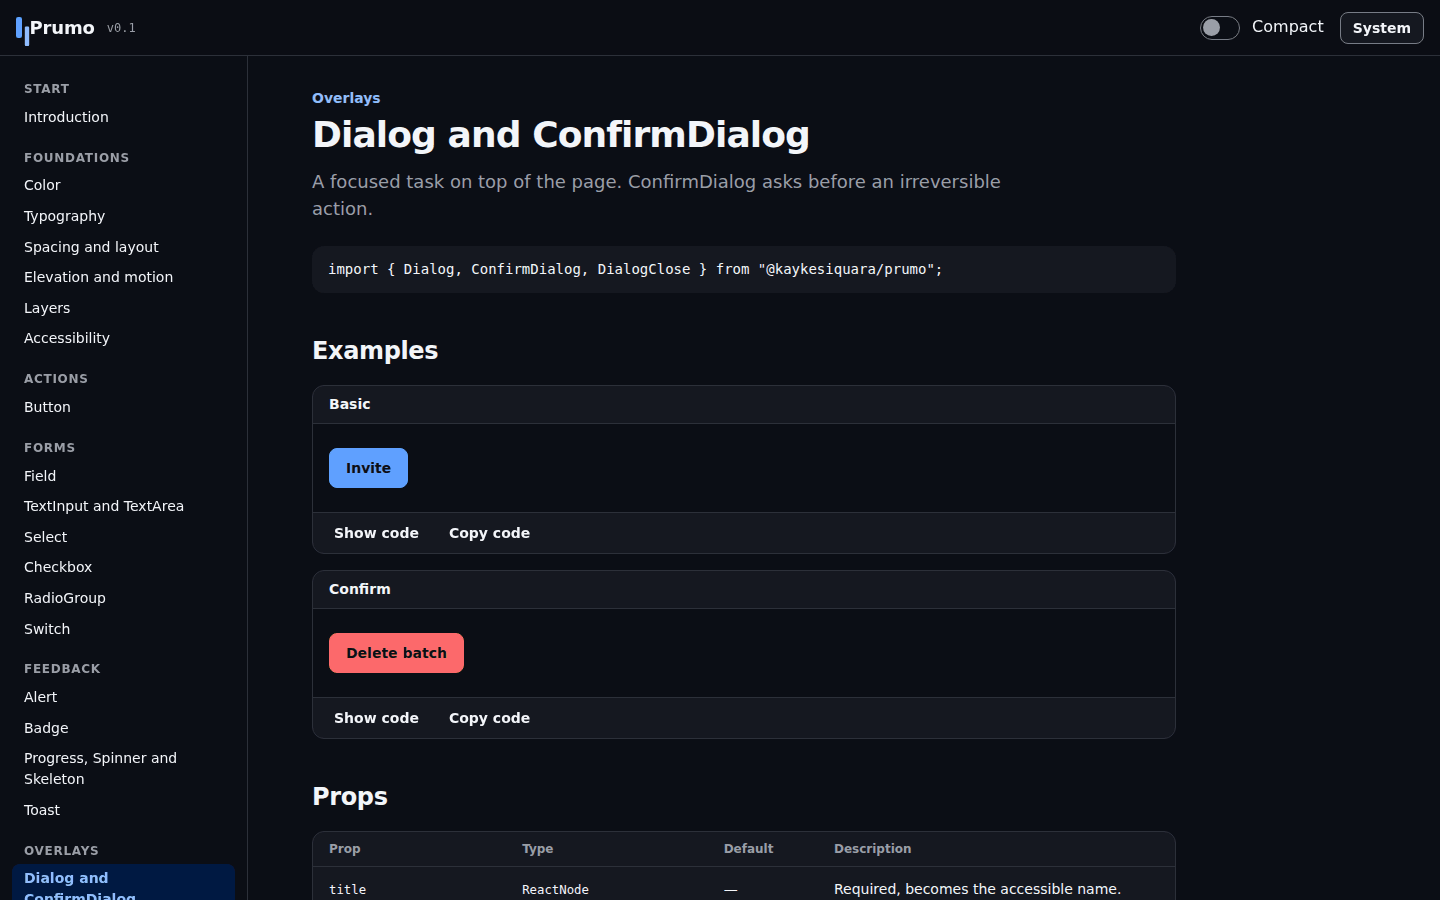 Prumo v0.1
Compact
System
START
Introduction
FOUNDATIONS
Color
Typography
Spacing and layout
Elevation and motion
Layers
Accessibility
ACTIONS
Button
FORMS
Field
TextInput and TextArea
Select
Checkbox
RadioGroup
Switch
FEEDBACK
Alert
Badge
Progress, Spinner and
Skeleton
Toast
OVERLAYS
Dialog and
ConfirmDialog
Overlays
Dialog and ConfirmDialog
A focused task on top of the page. ConfirmDialog asks before an irreversible
action.
import { Dialog, ConfirmDialog, DialogClose } from "@kaykesiquara/prumo";
Examples
Basic
Invite
Show code Copy code
Confirm
Delete batch
Show code Copy code
Props
Prop Type Default Description
title ReactNode — Required, becomes the accessible name.